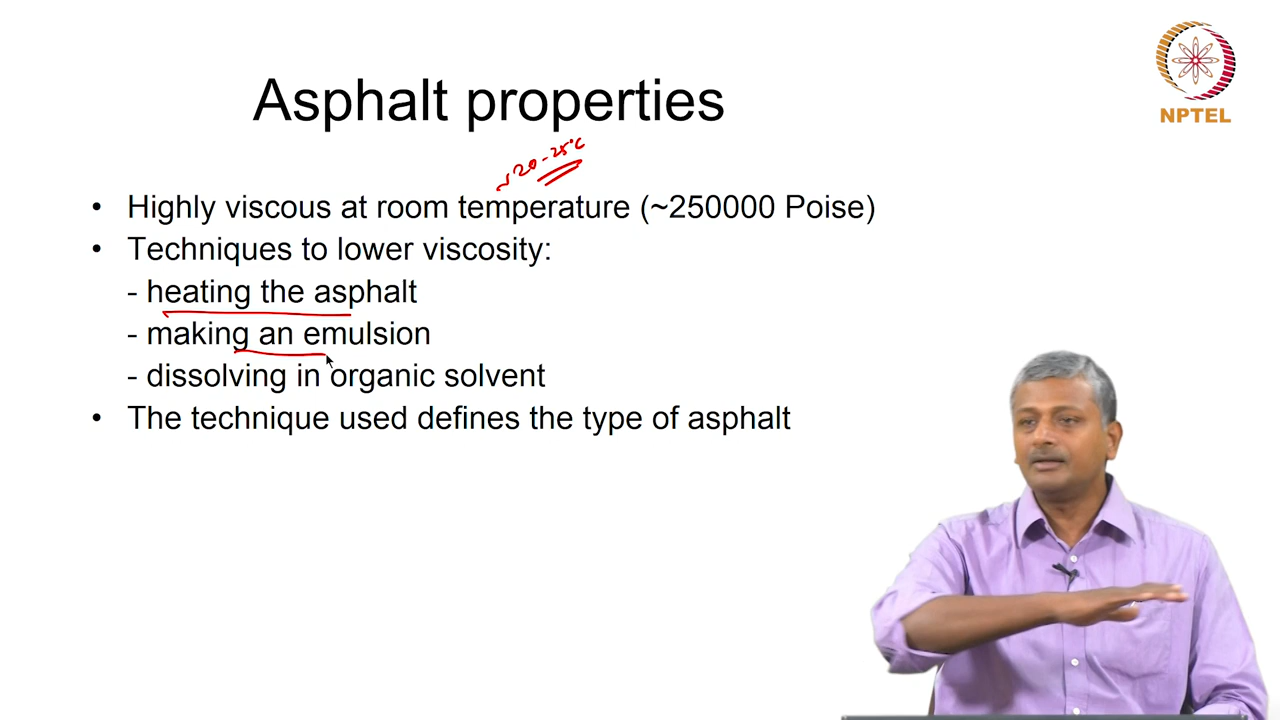 NPTEL
Asphalt properties
~20-25°C
• Highly viscous at room temperature (~250000 Poise)
• Techniques to lower viscosity:
- heating the asphalt
- making an emulsion
- dissolving in organic solvent
• The technique used defines the type of asphalt